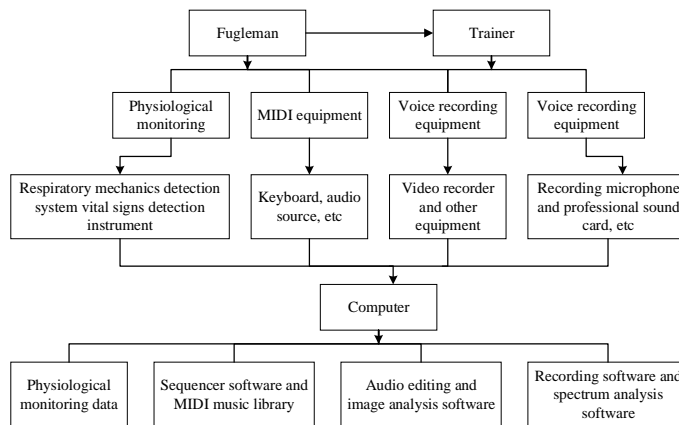 Fugleman
Trainer
Physiological
monitoring
MIDI equipment
Voice recording
equipment
Voice recording
equipment
Respiratory mechanics detection
system vital signs detection
instrument
Keyboard, audio
source, etc
Video recorder
and other
equipment
Recording microphone
and professional sound
card, etc
Computer
Physiological
monitoring data
Sequencer software and
MIDI music library
Audio editing and
image analysis software
Recording software and
spectrum analysis
software